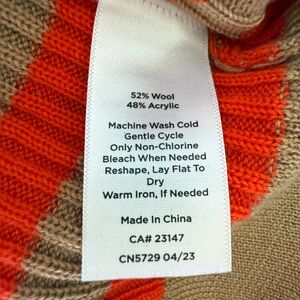 52% Wool
48% Acrylic
Machine Wash Cold
Gentle Cycle
Only Non-Chlorine
Bleach When Needed
Reshape, Lay Flat To
Dry
Warm Iron, If Needed
Made In China
CA# 23147
CN5729 04/23